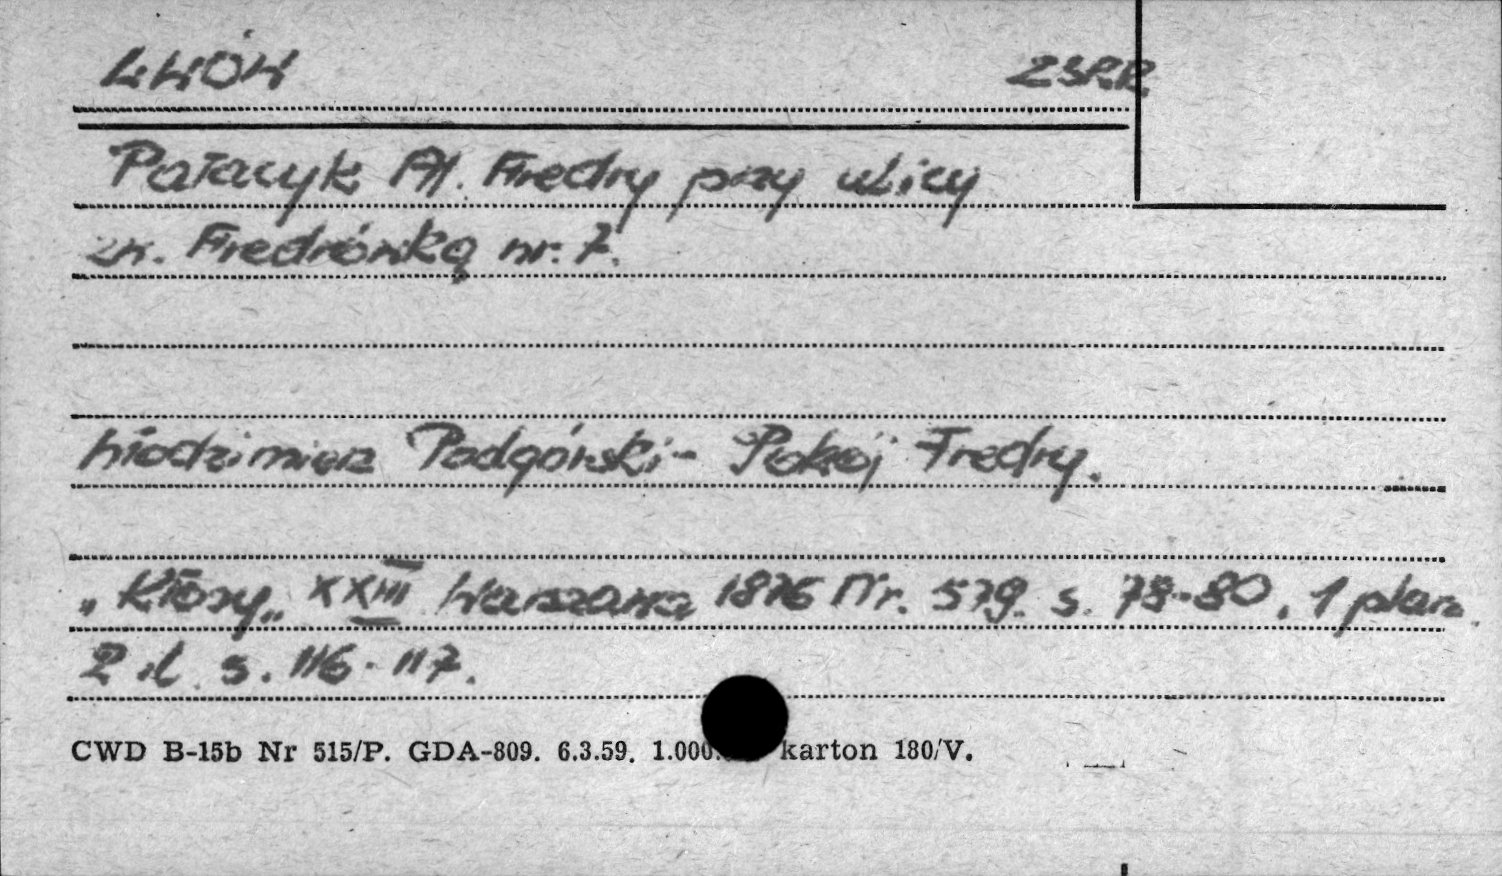 LWÓW ZSRR.
Pałacyk Al. Fredry przy ulicy
zw. Fredrówką nr. 7.
Włodzimierz Podgórski - Pokój Fredry.
„Kłosy„ XXIII Warszawa 1876 Nr. 579. s. 78-80, 1 plan.
2 il. s. 116-117.
CWD B-15b Nr 515/P. GDA-809. 6.3.59. 1.000. karton 180/V.